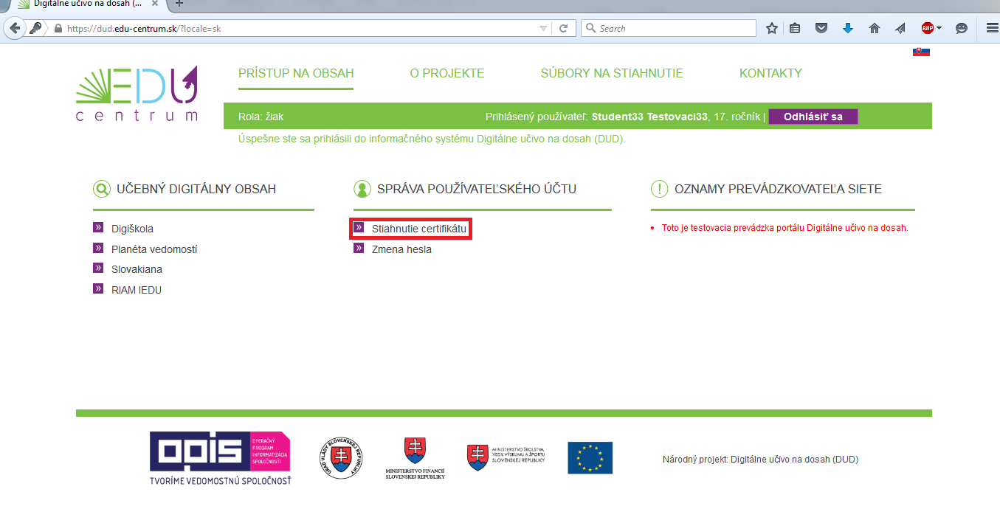 Digitálne učivo na dosah (...
https://dud.edu-centrum.sk/?locale=sk
Search
ABP
EDU
centrum
PRÍSTUP NA OBSAH
O PROJEKTE
SÚBORY NA STIAHNUTIE
KONTAKTY
Rola: žiak
Prihlásený používateľ: Student33 Testovaci33, 17. ročník |
Odhlásiť sa
Úspešne ste sa prihlásili do informačného systému Digitálne učivo na dosah (DUD).
UČEBNÝ DIGITÁLNY OBSAH
Digiškola
Planéta vedomostí
Slovakiana
RIAM IEDU
SPRÁVA POUŽÍVATEĽSKÉHO ÚČTU
Stiahnutie certifikátu
Zmena hesla
OZNAMY PREVÁDZKOVATEĽA SIETE
Toto je testovacia prevádzka portálu Digitálne učivo na dosah.
opis
OPERAČNÝ
PROGRAM
INFORMATIZÁCIA
SPOLOČNOSTI
TVORÍME VEDOMOSTNÚ SPOLOČNOSŤ
ÚRAD VLÁDY SLOVENSKEJ REPUBLIKY
MINISTERSTVO FINANCIÍ
SLOVENSKEJ REPUBLIKY
MINISTERSTVO ŠKOLSTVA,
VEDY, VÝSKUMU A ŠPORTU
SLOVENSKEJ REPUBLIKY
Národný projekt: Digitálne učivo na dosah (DUD)